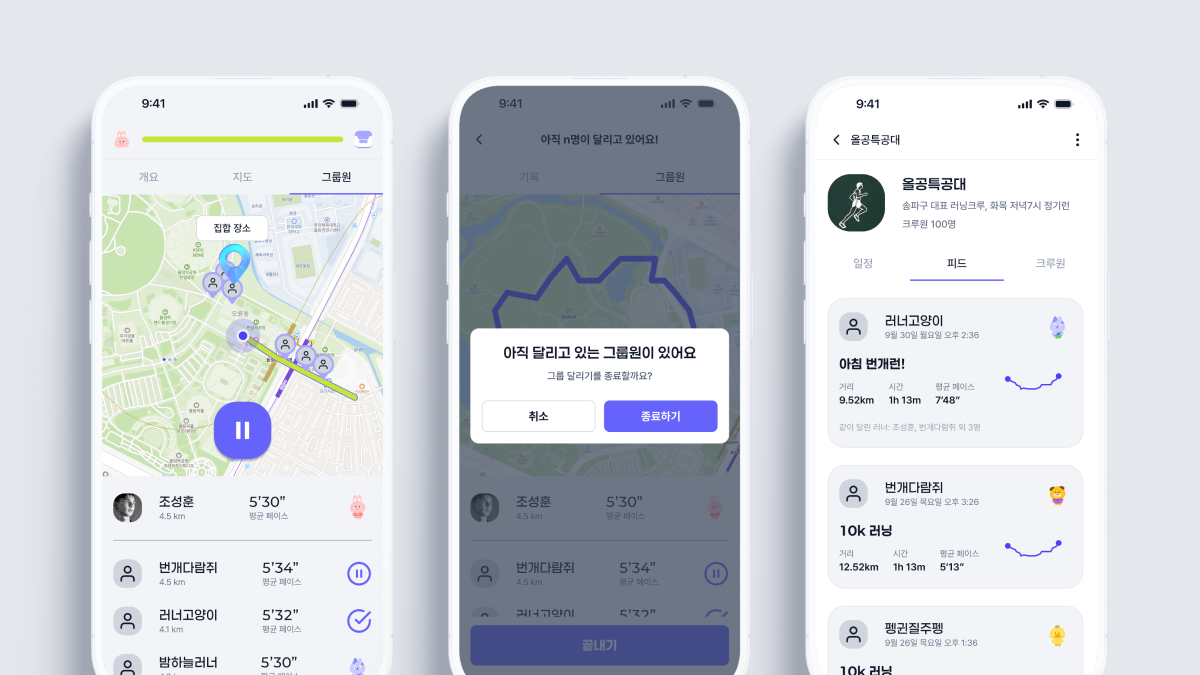 9:41
개요
지도
그룹원
집합 장소
KSPO
DOME
오륜동
조성훈
4.5 km
5’30”
평균 페이스
번개다람쥐
4.5 km
5’34”
평균 페이스
러너고양이
4.1 km
5’32”
평균 페이스
밤하늘러너
5’30”
9:41
아직 n명이 달리고 있어요!
기록
그룹원
아직 달리고 있는 그룹원이 있어요
그룹 달리기를 종료할까요?
취소
종료하기
조성훈
4.5 km
5’30”
평균 페이스
번개다람쥐
4.5 km
5’34”
평균 페이스
러너고양이
5’32”
끝내기
9:41
올공특공대
올공특공대
송파구 대표 러닝크루, 화목 저녁7시 정기런
크루원 100명
일정
피드
크루원
러너고양이
9월 30일 월요일 오후 2:36
아침 번개런!
거리
시간
평균 페이스
9.52km
1h 13m
7’48”
같이 달린 러너: 조성훈, 번개다람쥐 외 3명
번개다람쥐
9월 26일 목요일 오후 3:26
10k 러닝
거리
시간
평균 페이스
12.52km
1h 13m
5’13”
펭귄질주펭
9월 26일 목요일 오후 1:36
10k 러닝